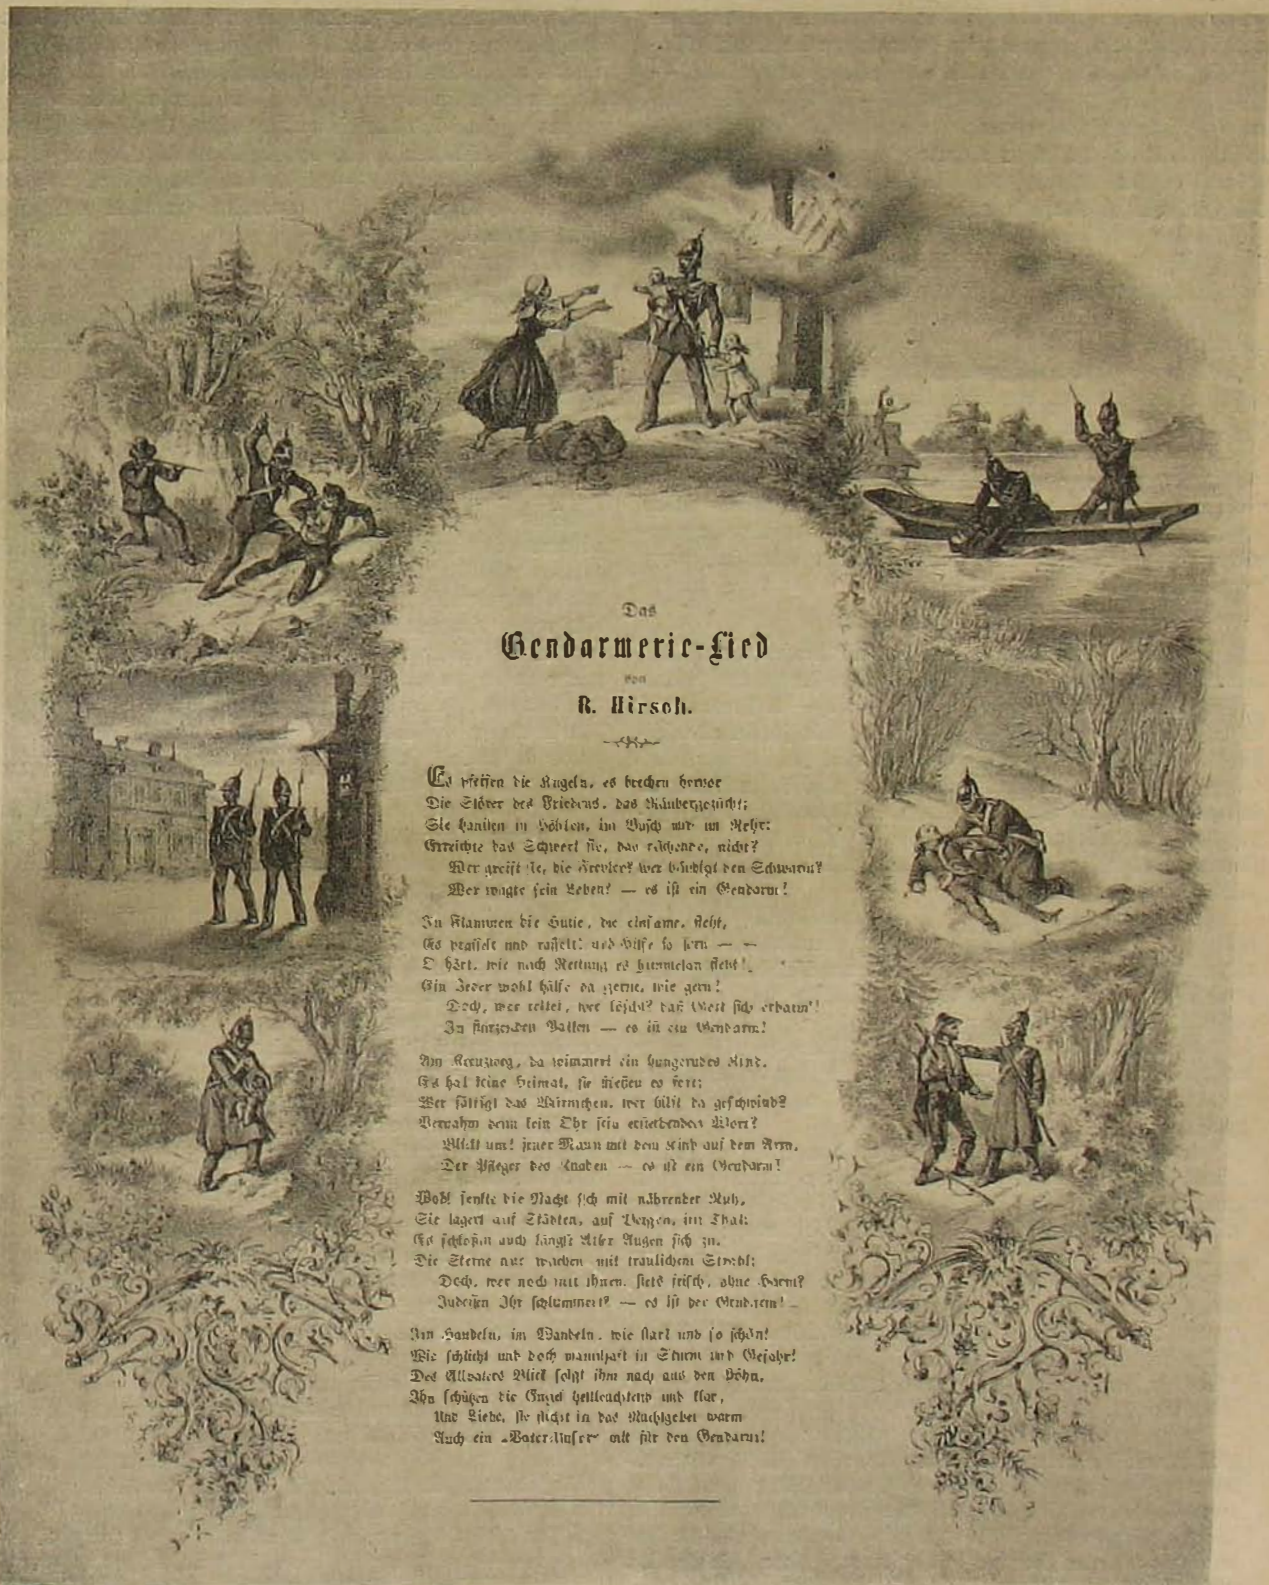 Das
Gendarmerie-Lied
von
R. Hirsch.
Es pfeifen die Kugeln, es brechen hervor
Die Störer des Friedens, das Räubergezücht;
Sie hausen in Höhlen, im Busch und im Rohr;
Erreichte das Schwert sie, das rächende, nicht?
Wer greift sie, die Frevler? wer bändigt den Schwarm?
Wer wagte sein Leben? — es ist ein Gendarm!
In Flammen die Hütte, die einsame, steht,
Es prasselt und rasselt! und Hilfe so fern — —
O hört, wie nach Rettung es himmelan fleht!
Ein Jeder wohl hülfe da gerne, wie gern!
Doch, wer rettet, wer löscht? daß Gott sich erbarm'!
In stürzenden Balken — es ist ein Gendarm!
Am Kreuzweg, da wimmert ein hungerndes Kind,
Es hat keine Heimat, sie stießen es fort;
Wer sättigt das Würmchen, wer hilft da geschwind?
Vernahm denn kein Ohr sein ersterbendes Wort?
Blickt um! jener Mann mit dem Kind auf dem Arm,
Der Pfleger des Knaben — es ist ein Gendarm!
Wohl senkte die Nacht sich mit nährender Ruh,
Sie lagert auf Städten, auf Bergen, im Thal;
Es schloßen auch längst Aller Augen sich zu,
Die Sterne nur wachen mit traulichem Strahl;
Doch, wer noch mit ihnen, stets frisch, ohne Harm?
Indessen Ihr schlummert? — es ist der Gendarm!
Im Handeln, im Wandeln, wie stark und so schön!
Wie schlicht und doch mannhaft in Sturm und Gefahr!
Des Allvaters Blick folgt ihm nach aus den Höhn,
Ihn schützen die Engel hellleuchtend und klar,
Und Liebe, sie flicht in das Nachtgebet warm
Auch ein „Vater Unser“ mit für den Gendarm!